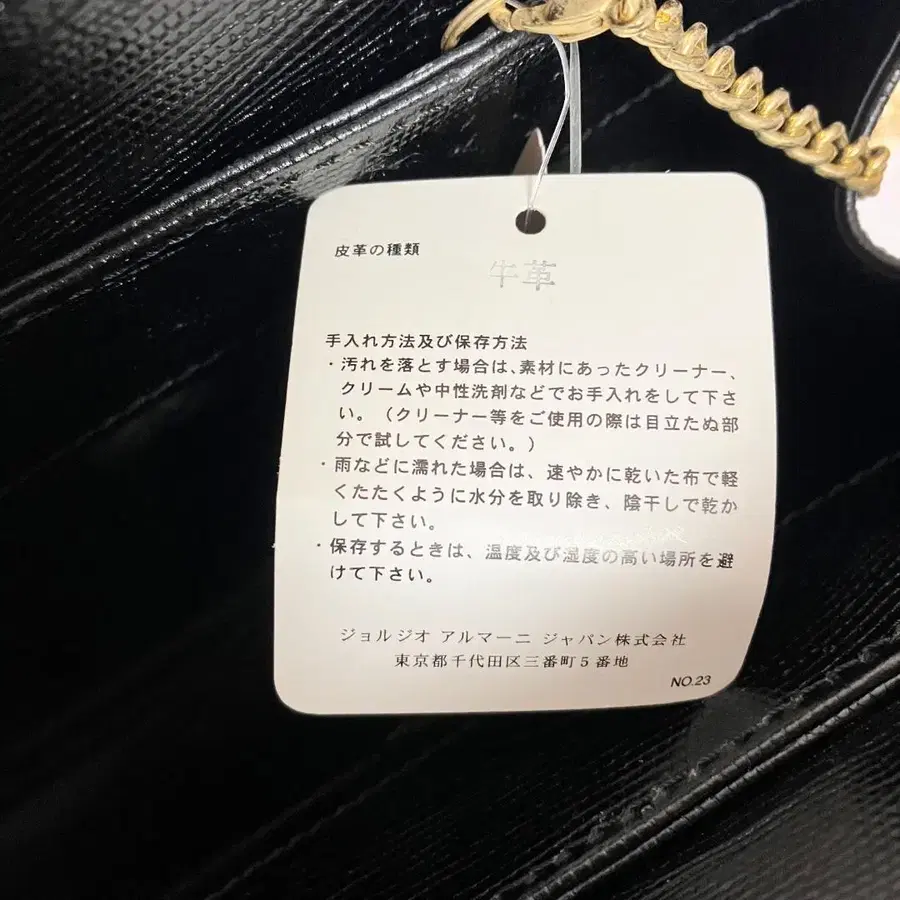 皮革の種類
牛革
手入れ方法及び保存方法
・汚れを落とす場合は、素材にあったクリーナー、
クリームや中性洗剤などでお手入れをして下さ
い。（クリーナー等をご使用の際は目立たぬ部
分で試してください。）
・雨などに濡れた場合は、速やかに乾いた布で軽
くたたくように水分を取り除き、陰干しで乾か
して下さい。
・保存するときは、温度及び湿度の高い場所を避
けて下さい。
ジョルジオ アルマーニ ジャパン株式会社
東京都千代田区三番町５番地
NO.23